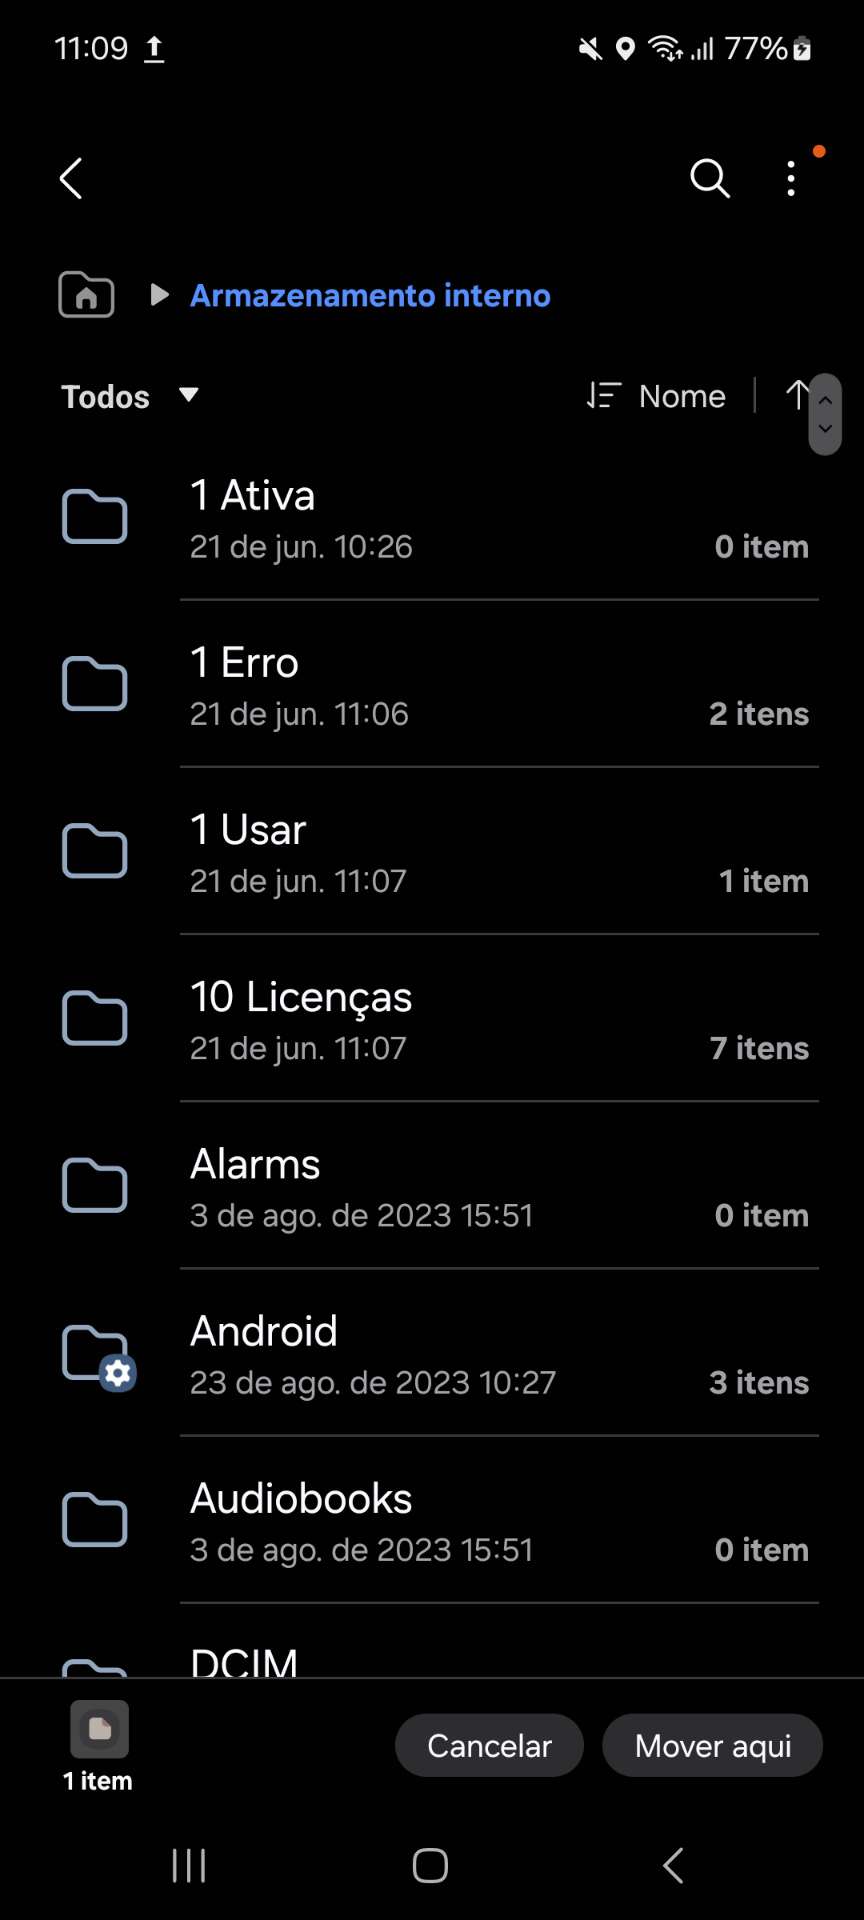 11:09 77%
Armazenamento interno
Todos Nome
1 Ativa
21 de jun. 10:26 0 item
1 Erro
21 de jun. 11:06 2 itens
1 Usar
21 de jun. 11:07 1 item
10 Licenças
21 de jun. 11:07 7 itens
Alarms
3 de ago. de 2023 15:51 0 item
Android
23 de ago. de 2023 10:27 3 itens
Audiobooks
3 de ago. de 2023 15:51 0 item
DCIM
1 item Cancelar Mover aqui